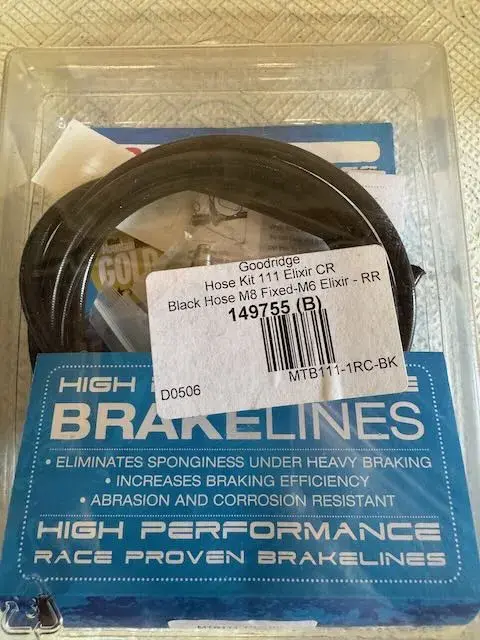 GOLD
Goodridge
Hose Kit 111 Elixir CR
Black Hose M8 Fixed-M6 Elixir - RR
149755 (B)
D0506
MTB111-1RC-BK
HIGH
BRAKELINES
• ELIMINATES SPONGINESS UNDER HEAVY BRAKING
• INCREASES BRAKING EFFICIENCY
• ABRASION AND CORROSION RESISTANT
HIGH PERFORMANCE
RACE PROVEN BRAKELINES